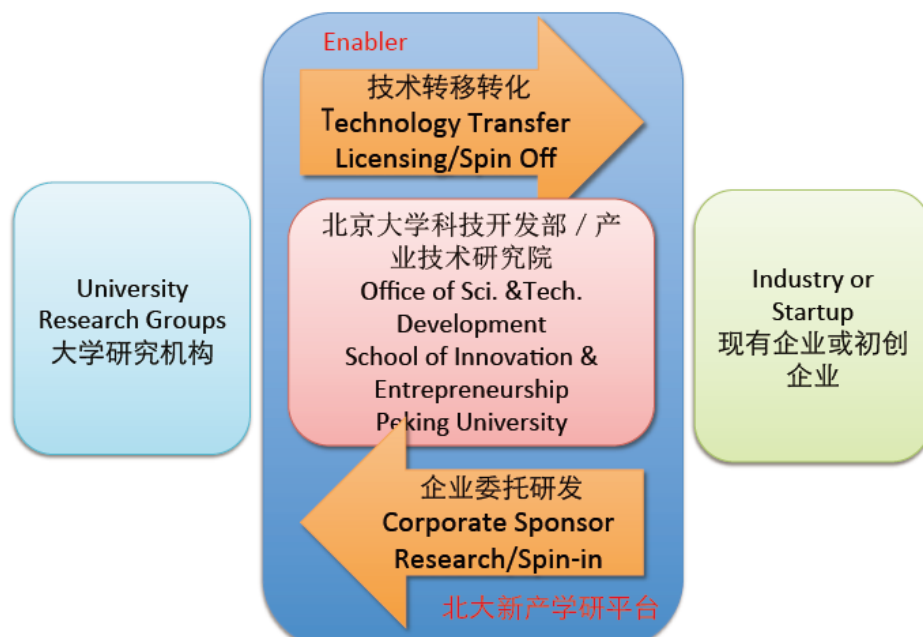 Enabler
技术转移转化
Technology Transfer
Licensing/Spin Off
University
Research Groups
大学研究机构
北京大学科技开发部 / 产
业技术研究院
Office of Sci. &Tech.
Development
School of Innovation &
Entrepreneurship
Peking University
Industry or
Startup
现有企业或初创
企业
企业委托研发
Corporate Sponsor
Research/Spin-in
北大新产学研平台